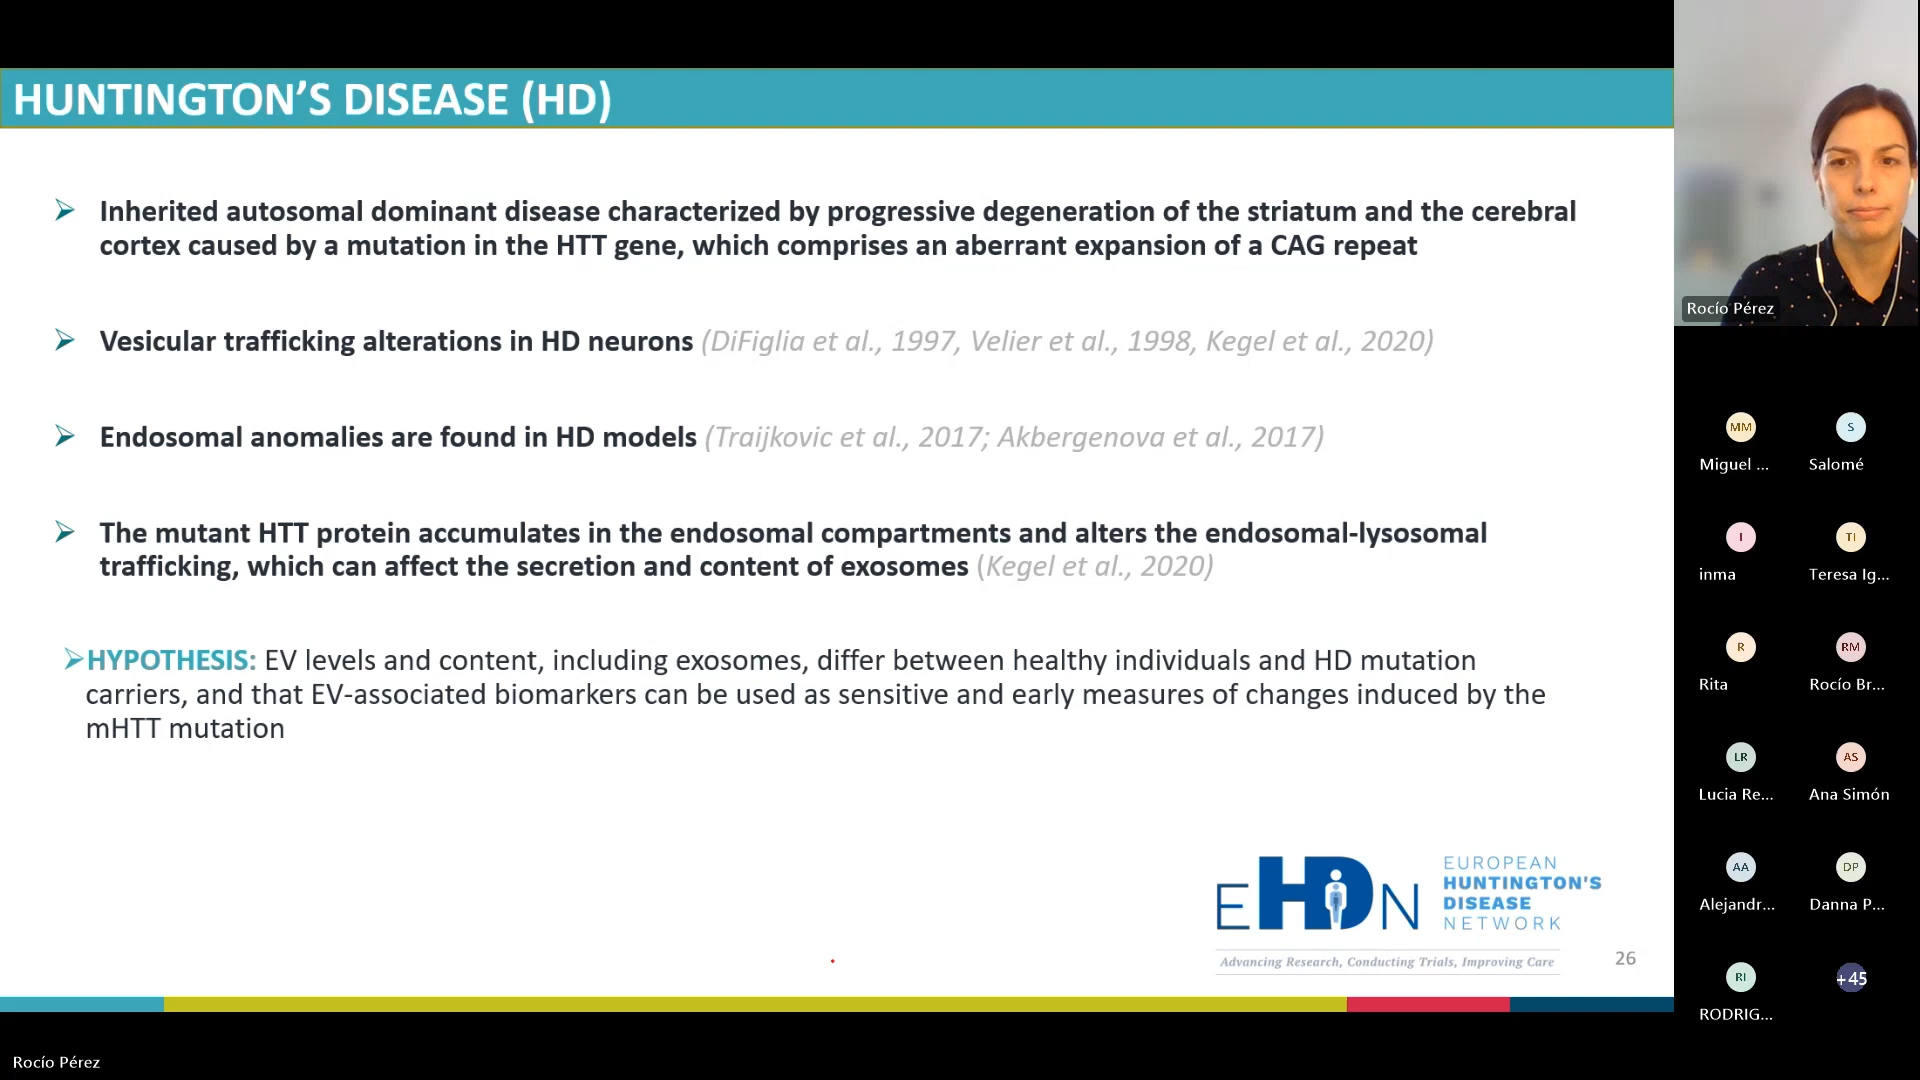 HUNTINGTON’S DISEASE (HD)
Inherited autosomal dominant disease characterized by progressive degeneration of the striatum and the cerebral
cortex caused by a mutation in the HTT gene, which comprises an aberrant expansion of a CAG repeat
Vesicular trafficking alterations in HD neurons (DiFiglia et al., 1997, Velier et al., 1998, Kegel et al., 2020)
Endosomal anomalies are found in HD models (Traijkovic et al., 2017; Akbergenova et al., 2017)
The mutant HTT protein accumulates in the endosomal compartments and alters the endosomal-lysosomal
trafficking, which can affect the secretion and content of exosomes (Kegel et al., 2020)
HYPOTHESIS: EV levels and content, including exosomes, differ between healthy individuals and HD mutation
carriers, and that EV-associated biomarkers can be used as sensitive and early measures of changes induced by the
mHTT mutation
EHDN
EUROPEAN
HUNTINGTON'S
DISEASE
NETWORK
Advancing Research, Conducting Trials, Improving Care
26
Rocío Pérez
MM
Miguel ...
S
Salomé
I
inma
TI
Teresa Ig...
R
Rita
RM
Rocío Br...
LR
Lucia Re...
AS
Ana Simón
AA
Alejandr...
DP
Danna P...
RI
RODRIG...
+45
Rocío Pérez